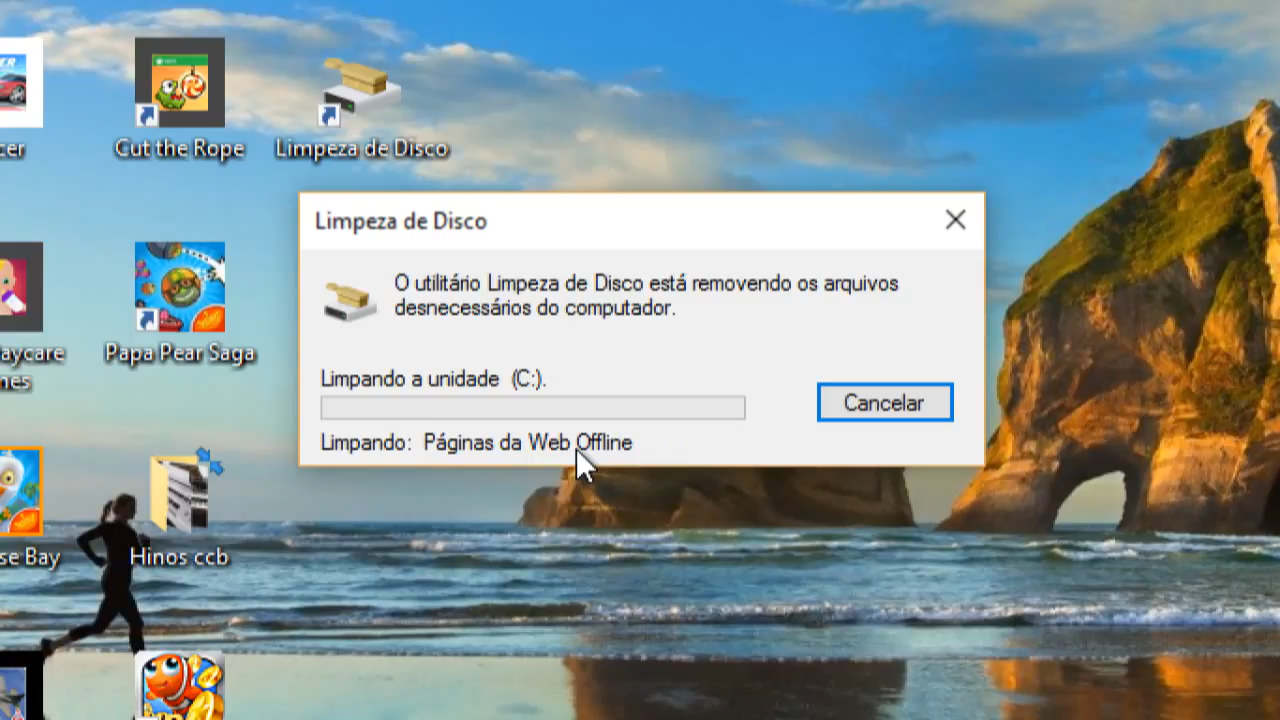 cer
Cut the Rope
Limpeza de Disco
Limpeza de Disco
O utilitário Limpeza de Disco está removendo os arquivos
desnecessários do computador.
Limpando a unidade (C:).
Cancelar
Limpando: Páginas da Web Offline
aycare
nes
Papa Pear Saga
se Bay
Hinos ccb